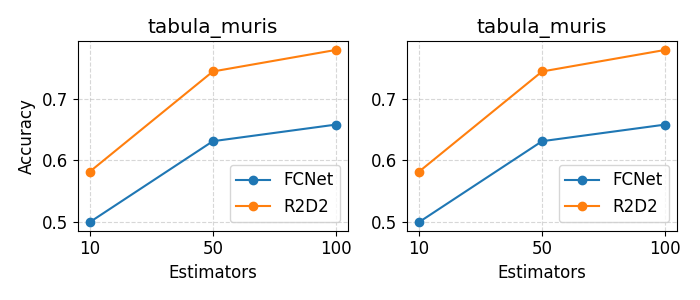 tabula_muris
Accuracy
0.7
0.6
0.5
FCNet
R2D2
10
50
100
Estimators
tabula_muris
0.7
0.6
0.5
FCNet
R2D2
10
50
100
Estimators